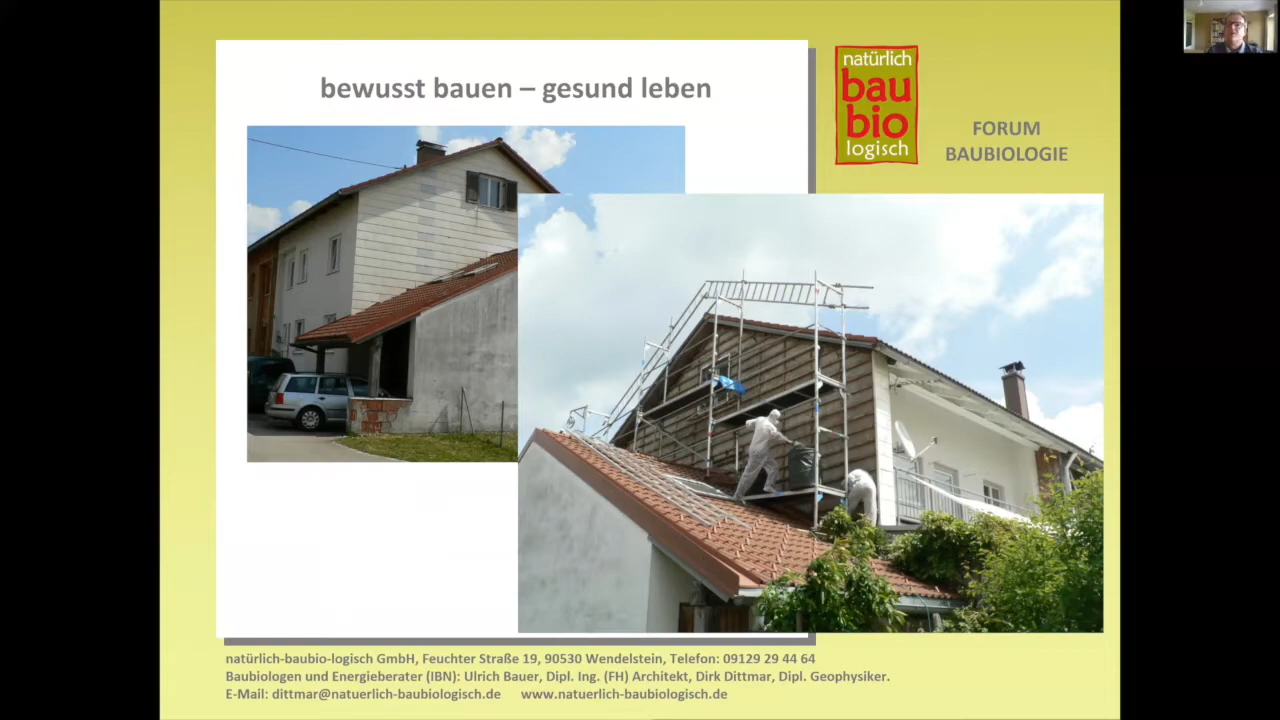 bewusst bauen – gesund leben
natürlich
bau
bio
logisch
FORUM
BAUBIOLOGIE
natürlich-baubio-logisch GmbH, Feuchter Straße 19, 90530 Wendelstein, Telefon: 09129 29 44 64
Baubiologen und Energieberater (IBN): Ulrich Bauer, Dipl. Ing. (FH) Architekt, Dirk Dittmar, Dipl. Geophysiker.
E-Mail: dittmar@natuerlich-baubiologisch.de www.natuerlich-baubiologisch.de